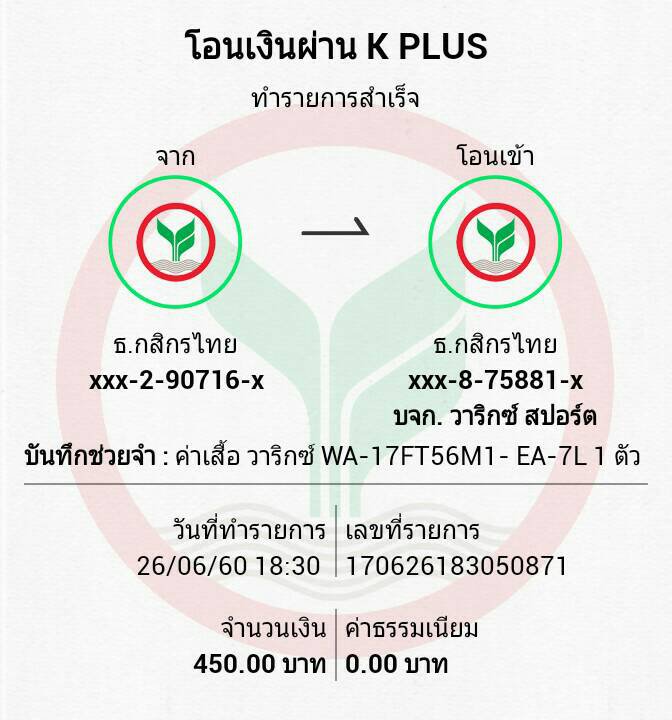 โอนเงินผ่าน K PLUS
ทำรายการสำเร็จ
จาก
โอนเข้า
ธ.กสิกรไทย
xxx-2-90716-x
ธ.กสิกรไทย
xxx-8-75881-x
บจก. วาริกซ์ สปอร์ต
บันทึกช่วยจำ : ค่าเสื้อ วาริกซ์ WA-17FT56M1- EA-7L 1 ตัว
วันที่ทำรายการ
26/06/60 18:30
เลขที่รายการ
170626183050871
จำนวนเงิน
450.00 บาท
ค่าธรรมเนียม
0.00 บาท